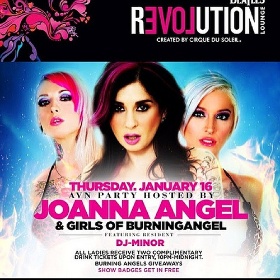 BEATLES
REVOLUTION
LOUNGE
CREATED BY CIRQUE DU SOLEIL
THURSDAY, JANUARY 16
AVN PARTY HOSTED BY
JOANNA ANGEL
& GIRLS OF BURNINGANGEL
FEATURING RESIDENT
DJ-MINOR
ALL LADIES RECEIVE TWO COMPLIMENTARY
DRINK TICKETS UPON ENTRY, 10PM-MIDNIGHT.
BURNING ANGELS GIVEAWAYS
SHOW BADGES GET IN FREE